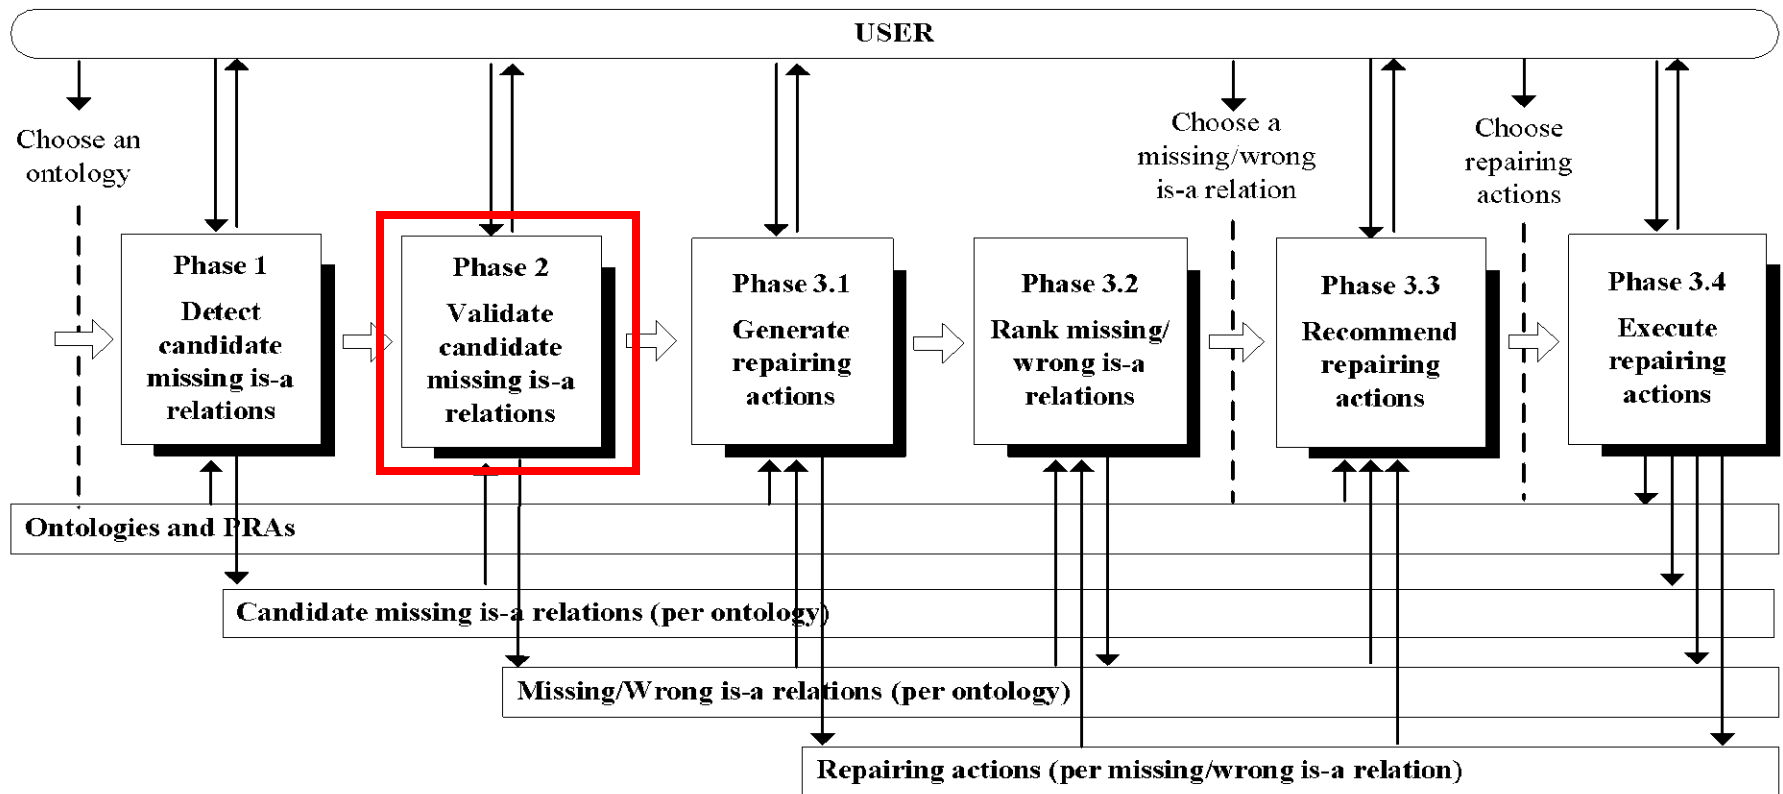 USER
Choose an
ontology
Choose a
missing/wrong
is-a relation
Choose
repairing
actions
Phase 1
Detect
candidate
missing is-a
relations
Phase 2
Validate
candidate
missing is-a
relations
Phase 3.1
Generate
repairing
actions
Phase 3.2
Rank missing/
wrong is-a
relations
Phase 3.3
Recommend
repairing
actions
Phase 3.4
Execute
repairing
actions
Ontologies and PRAs
Candidate missing is-a relations (per ontology)
Missing/Wrong is-a relations (per ontology)
Repairing actions (per missing/wrong is-a relation)